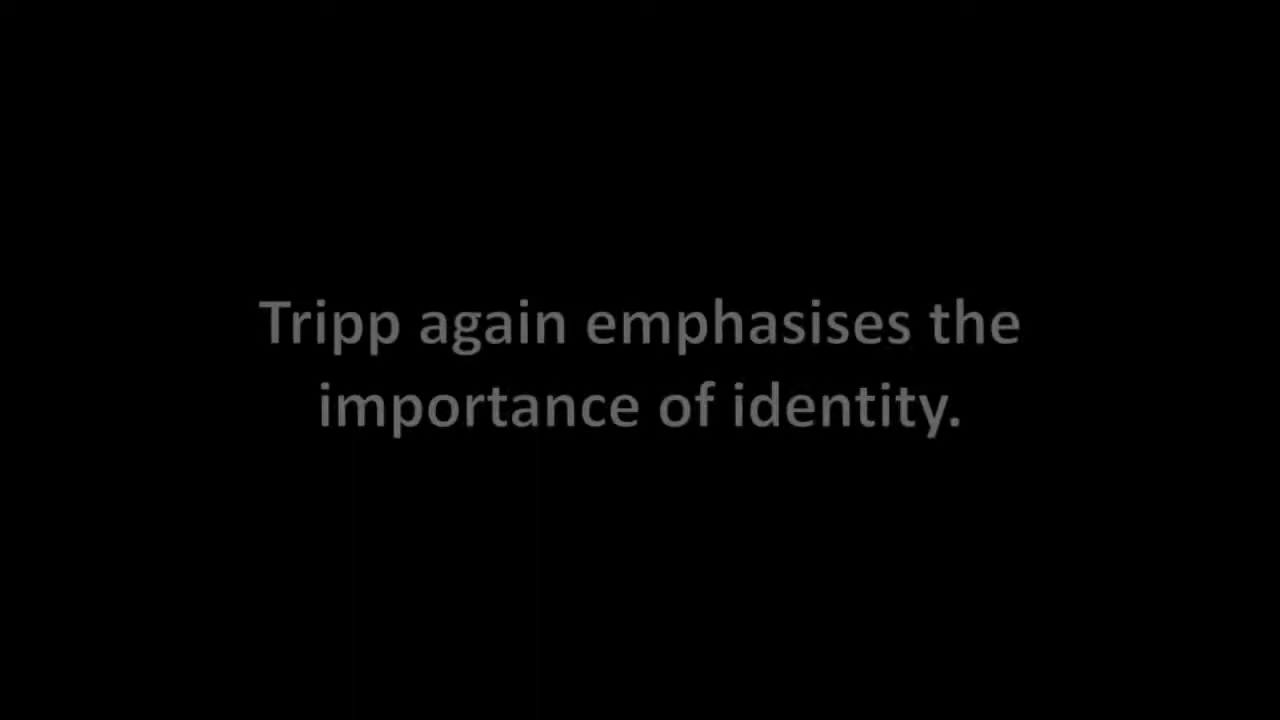 Tripp again emphasises the
importance of identity.